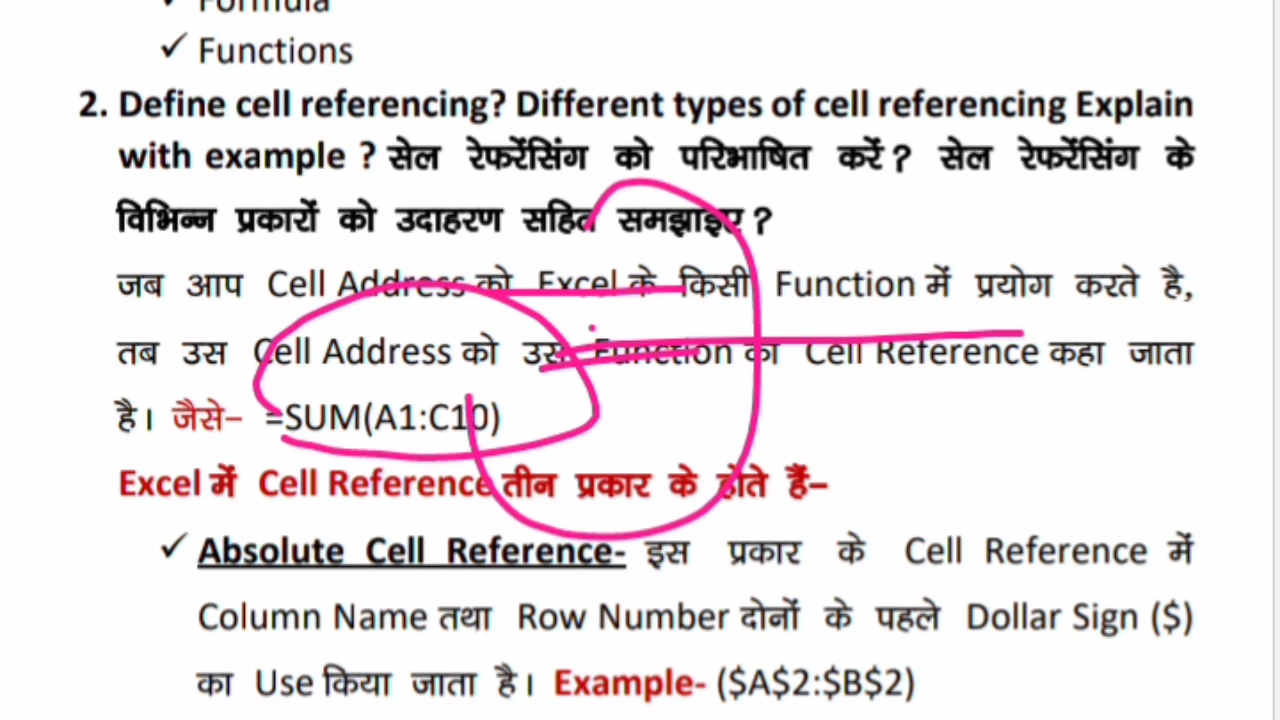 ✓ Formula
✓ Functions
2. Define cell referencing? Different types of cell referencing Explain
with example ? सेल रेफरेंसिंग को परिभाषित करें ? सेल रेफरेंसिंग के
विभिन्न प्रकारों को उदाहरण सहित समझाइए ?
जब आप Cell Address को Excel के किसी Function में प्रयोग करते है,
तब उस Cell Address को उस Function का Cell Reference कहा जाता
है। जैसे– =SUM(A1:C10)
Excel में Cell Reference तीन प्रकार के होते हैं–
✓ Absolute Cell Reference- इस प्रकार के Cell Reference में
Column Name तथा Row Number दोनों के पहले Dollar Sign ($)
का Use किया जाता है। Example- ($A$2:$B$2)